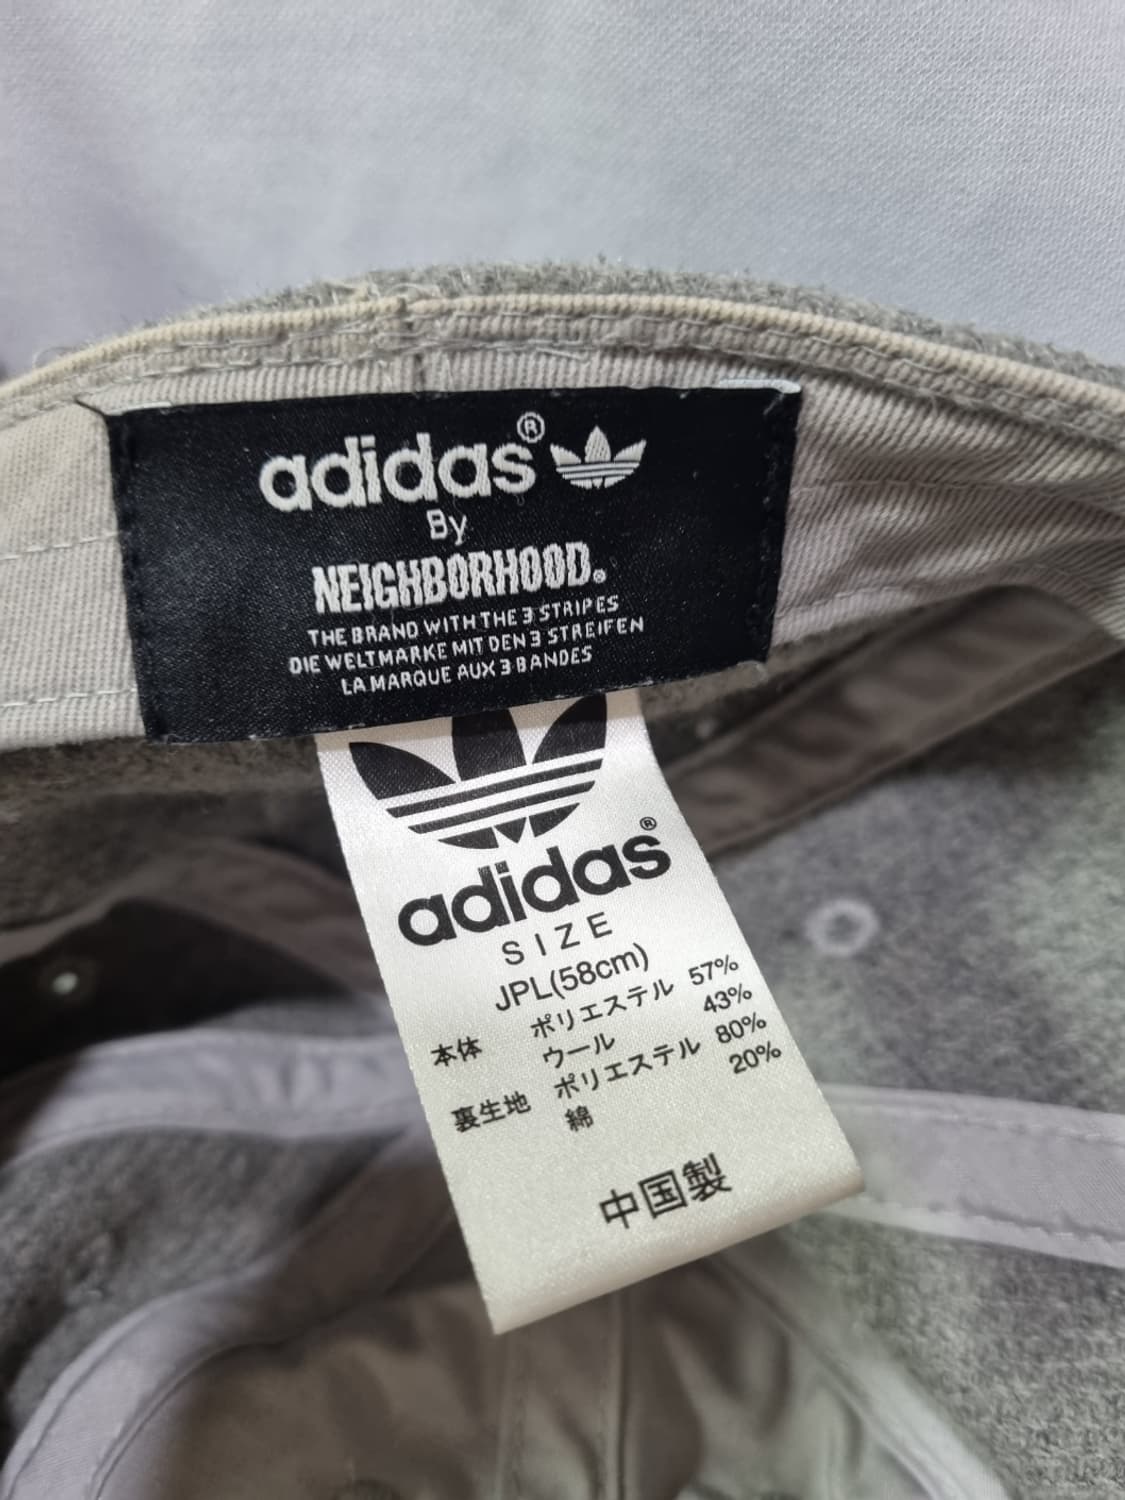 adidas®
By
NEIGHBORHOOD®
THE BRAND WITH THE 3 STRIPES
DIE WELTMARKE MIT DEN 3 STREIFEN
LA MARQUE AUX 3 BANDES
adidas®
SIZE
JPL(58cm)
本体 ポリエステル 57%
ウール 43%
裏生地 ポリエステル 80%
綿 20%
中国製